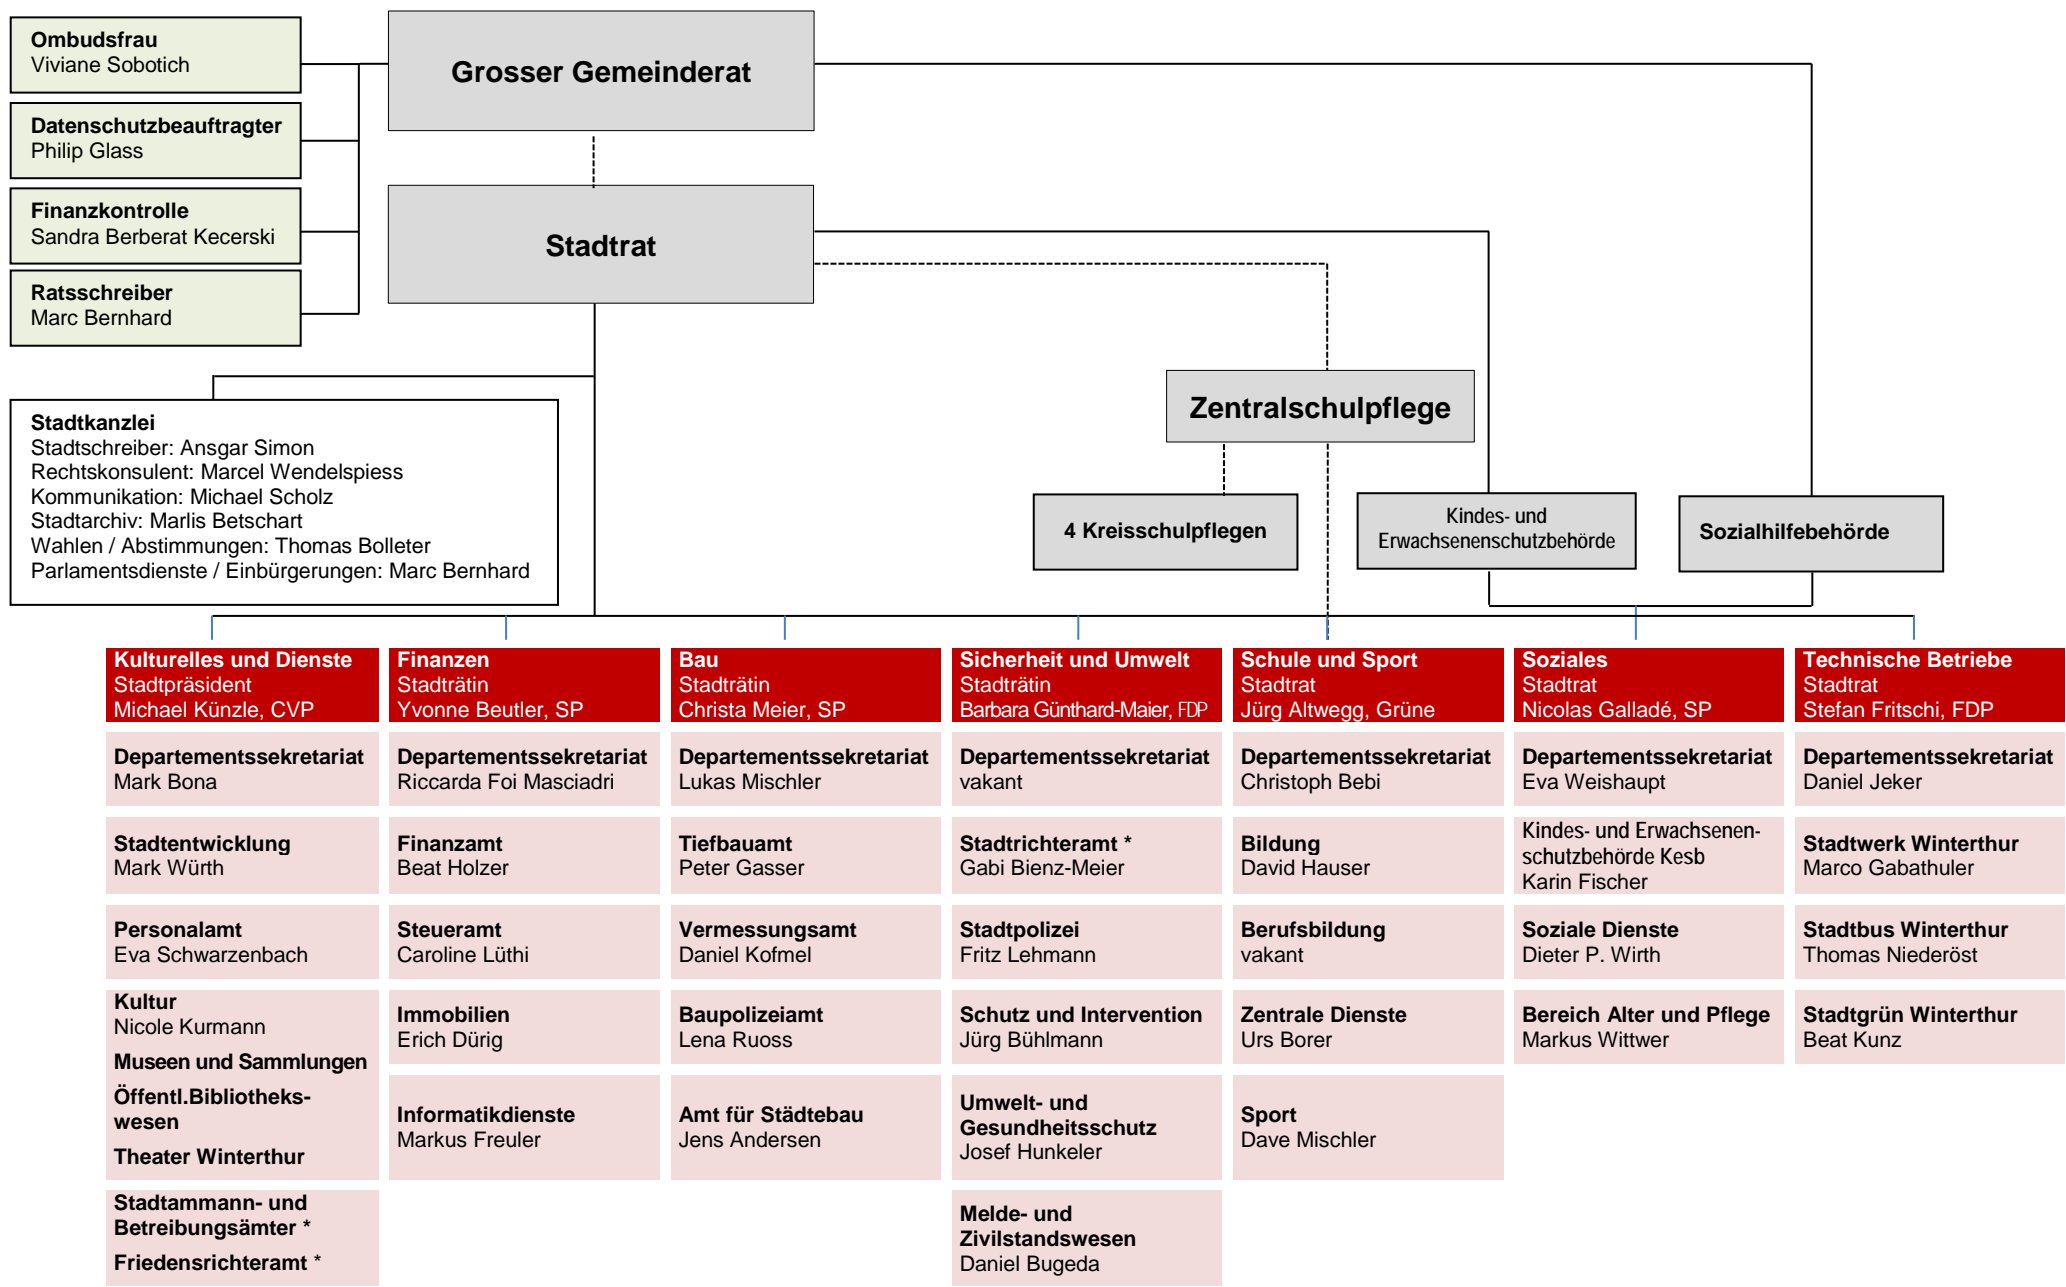 Ombudsfrau
Viviane Sobotich
Datenschutzbeauftragter
Philip Glass
Finanzkontrolle
Sandra Berberat Kecerski
Ratsschreiber
Marc Bernhard
Grosser Gemeinderat
Stadtrat
Stadtkanzlei
Stadtschreiber: Ansgar Simon
Rechtskonsulent: Marcel Wendelspiess
Kommunikation: Michael Scholz
Stadtarchiv: Marlis Betschart
Wahlen / Abstimmungen: Thomas Bolleter
Parlamentsdienste / Einbürgerungen: Marc Bernhard
Zentralschulpflege
4 Kreisschulpflegen
Kindes- und
Erwachsenenschutzbehörde
Sozialhilfebehörde
Kulturelles und Dienste
Stadtpräsident
Michael Künzle, CVP
Departementssekretariat
Mark Bona
Stadtentwicklung
Mark Würth
Personalamt
Eva Schwarzenbach
Kultur
Nicole Kurmann
Museen und Sammlungen
Öffentl.Bibliotheks-
wesen
Theater Winterthur
Stadtammann- und
Betreibungsämter *
Friedensrichteramt *
Finanzen
Stadträtin
Yvonne Beutler, SP
Departementssekretariat
Riccarda Foi Masciadri
Finanzamt
Beat Holzer
Steueramt
Caroline Lüthi
Immobilien
Erich Dürig
Informatikdienste
Markus Freuler
Bau
Stadträtin
Christa Meier, SP
Departementssekretariat
Lukas Mischler
Tiefbauamt
Peter Gasser
Vermessungsamt
Daniel Kofmel
Baupolizeiamt
Lena Ruoss
Amt für Städtebau
Jens Andersen
Sicherheit und Umwelt
Stadträtin
Barbara Günthard-Maier, FDP
Departementssekretariat
vakant
Stadtrichteramt *
Gabi Bienz-Meier
Stadtpolizei
Fritz Lehmann
Schutz und Intervention
Jürg Bühlmann
Umwelt- und
Gesundheitsschutz
Josef Hunkeler
Melde- und
Zivilstandswesen
Daniel Bugeda
Schule und Sport
Stadtrat
Jürg Altwegg, Grüne
Departementssekretariat
Christoph Bebi
Bildung
David Hauser
Berufsbildung
vakant
Zentrale Dienste
Urs Borer
Sport
Dave Mischler
Soziales
Stadtrat
Nicolas Galladé, SP
Departementssekretariat
Eva Weishaupt
Kindes- und Erwachsenen-
schutzbehörde Kesb
Karin Fischer
Soziale Dienste
Dieter P. Wirth
Bereich Alter und Pflege
Markus Wittwer
Technische Betriebe
Stadtrat
Stefan Fritschi, FDP
Departementssekretariat
Daniel Jeker
Stadtwerk Winterthur
Marco Gabathuler
Stadtbus Winterthur
Thomas Niederöst
Stadtgrün Winterthur
Beat Kunz